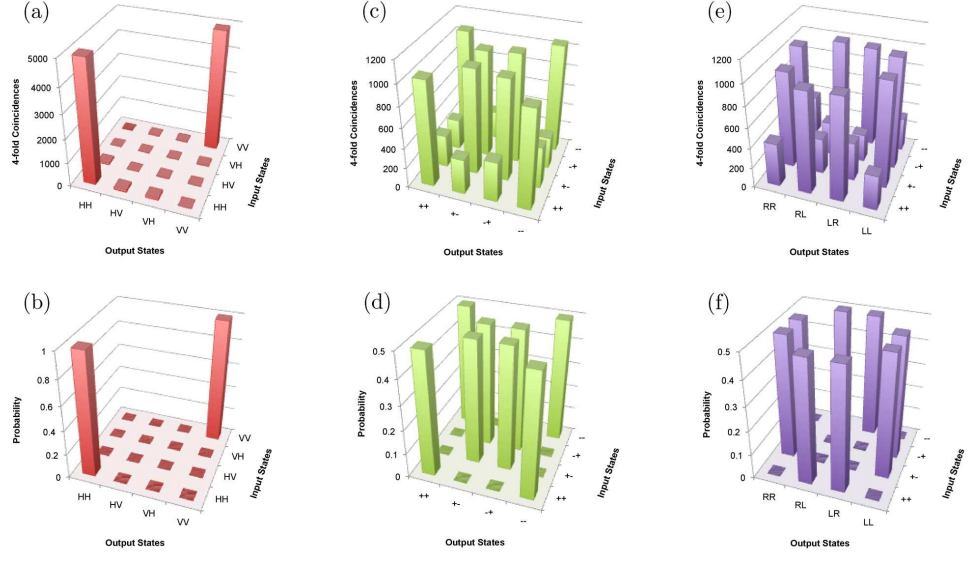 (a)
5000
4000
3000
2000
1000
0
4-fold Coincidences
HH
HV
VH
VV
Output States
HH
HV
VH
VV
Input States
(c)
1200
1000
800
600
400
200
0
4-fold Coincidences
++
+-
-+
--
Output States
++
+-
-+
--
Input States
(e)
1200
1000
800
600
400
200
0
4-fold Coincidences
RR
RL
LR
LL
Output States
++
+-
-+
--
Input States
(b)
1
0.8
0.6
0.4
0.2
0
Probability
HH
HV
VH
VV
Output States
HH
HV
VH
VV
Input States
(d)
0.5
0.4
0.3
0.2
0.1
0
Probability
++
+-
-+
--
Output States
++
+-
-+
--
Input States
(f)
0.5
0.4
0.3
0.2
0.1
0
Probability
RR
RL
LR
LL
Output States
++
+-
-+
--
Input States